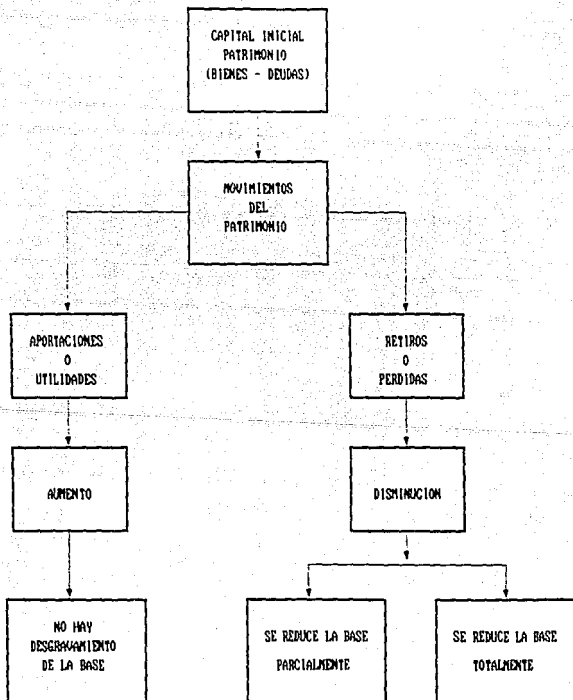 CAPITAL INICIAL
PATRIMONIO
(BIENES - DEUDAS)
MOVIMIENTOS
DEL
PATRIMONIO
APORTACIONES
O
UTILIDADES
RETIROS
O
PERDIDAS
AUMENTO
DISMINUCION
NO HAY
DESGRAVAMIENTO
DE LA BASE
SE REDUCE LA BASE
PARCIALMENTE
SE REDUCE LA BASE
TOTALMENTE